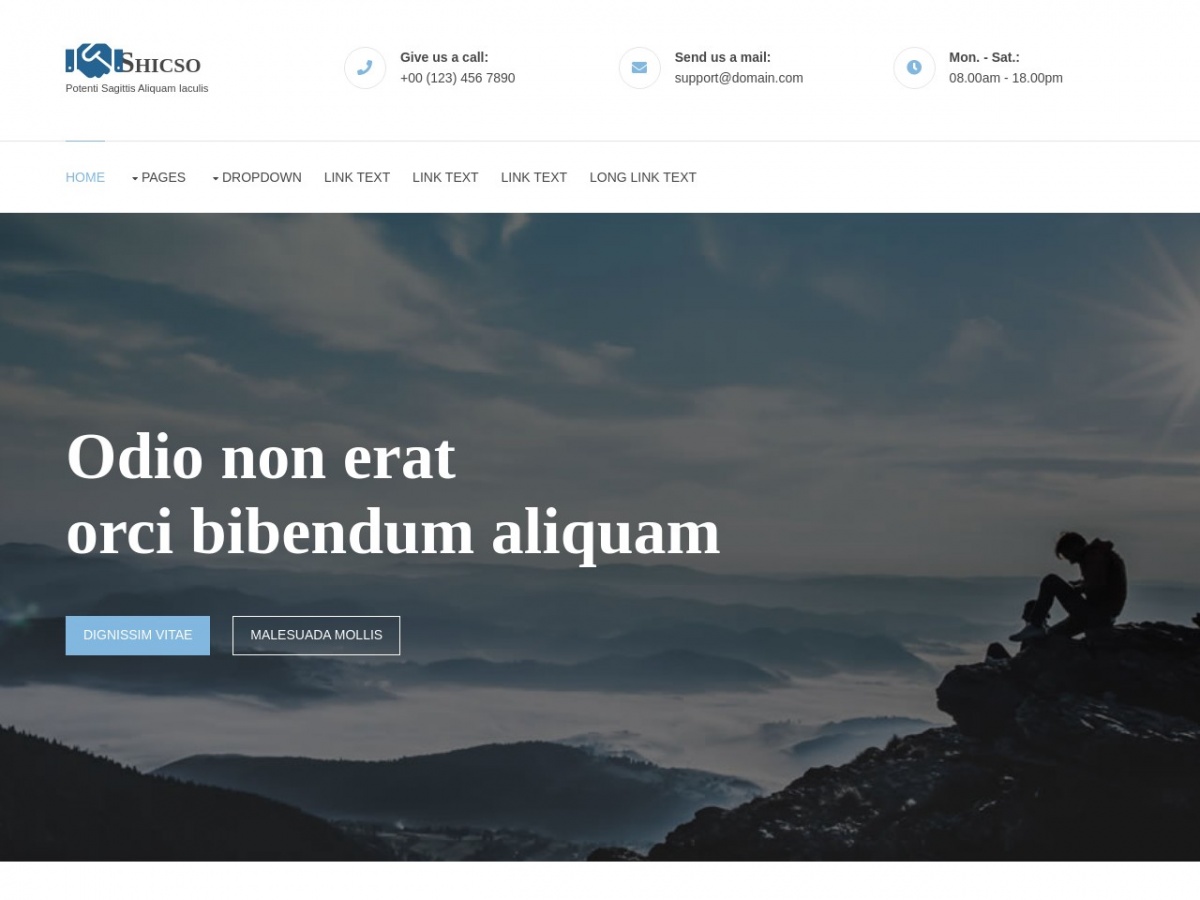 Shicso
Potenti Sagittis Aliquam Iaculis
Give us a call:
+00 (123) 456 7890
Send us a mail:
support@domain.com
Mon. - Sat.:
08.00am - 18.00pm
HOME PAGES DROPDOWN LINK TEXT LINK TEXT LINK TEXT LONG LINK TEXT
Odio non erat
orci bibendum aliquam
DIGNISSIM VITAE MALESUADA MOLLIS